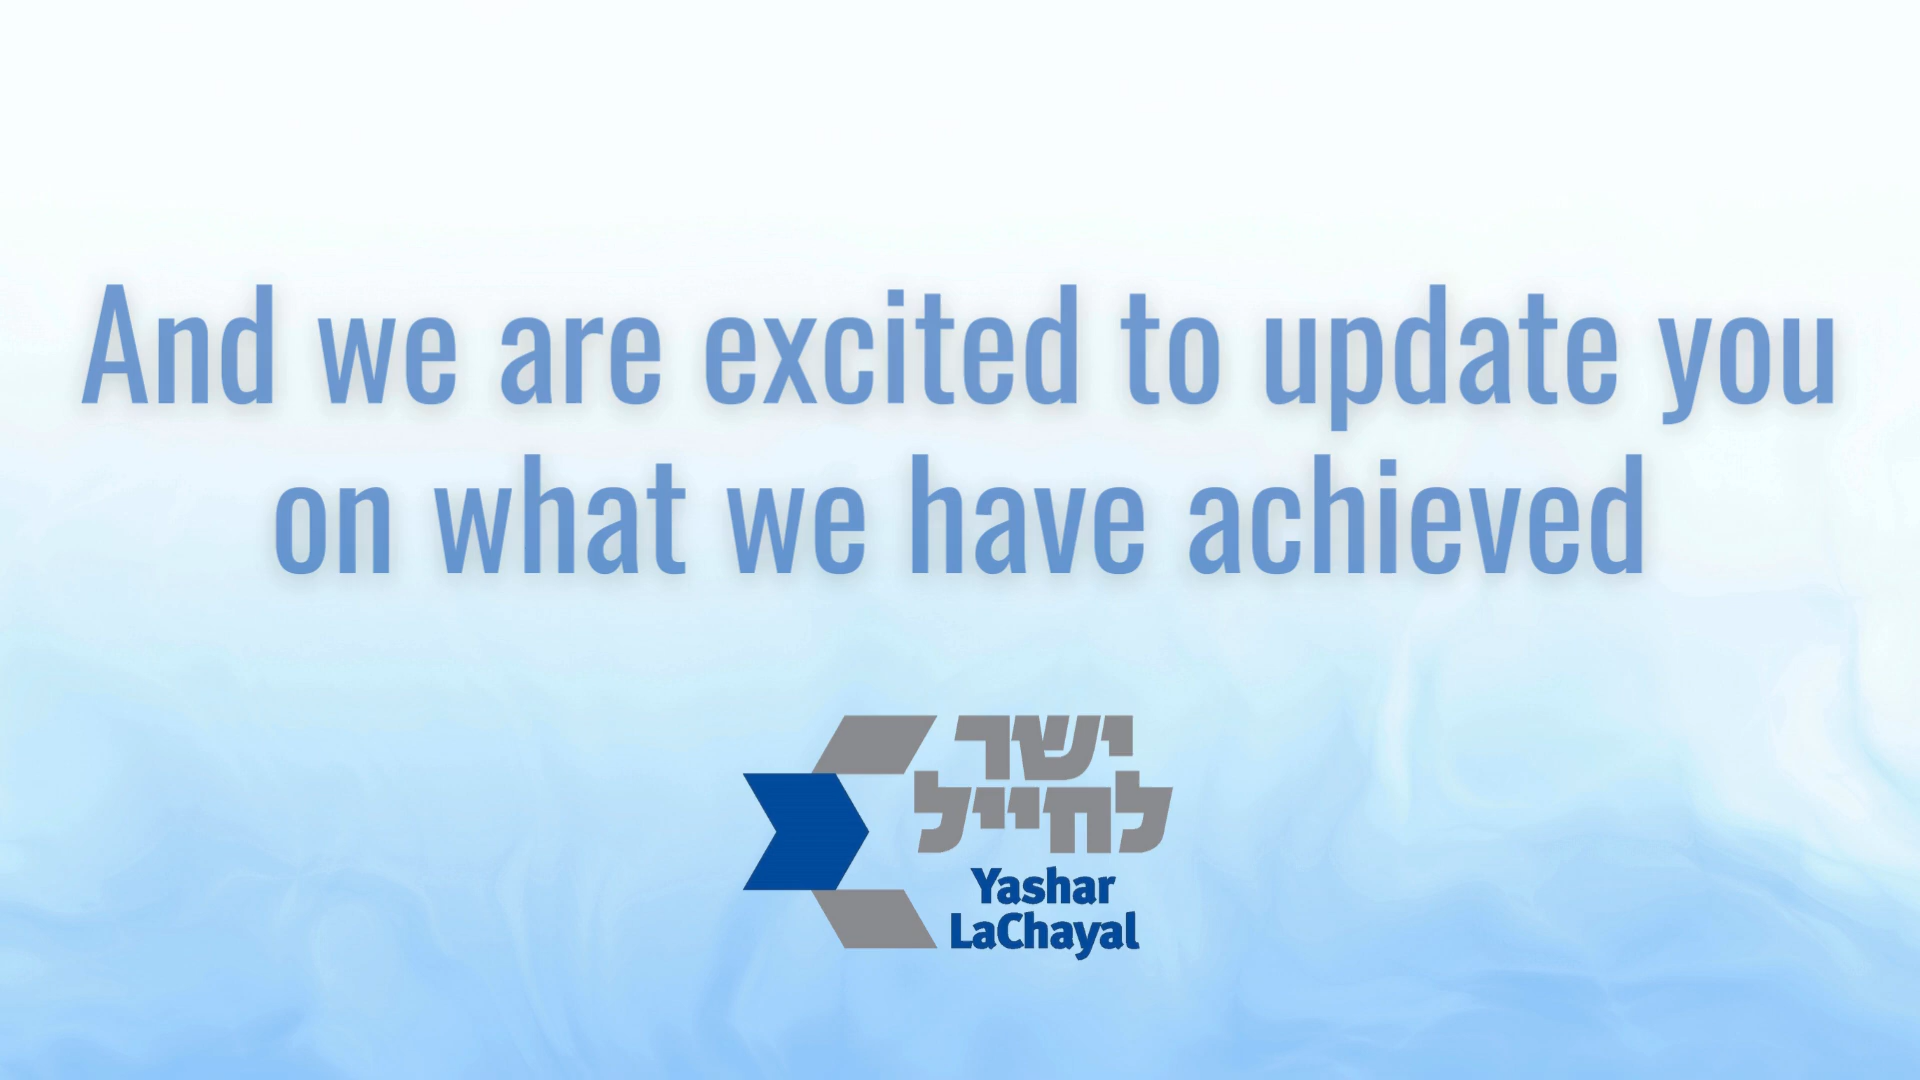 And we are excited to update you
on what we have achieved
ישר
לחייל
Yashar
LaChayal